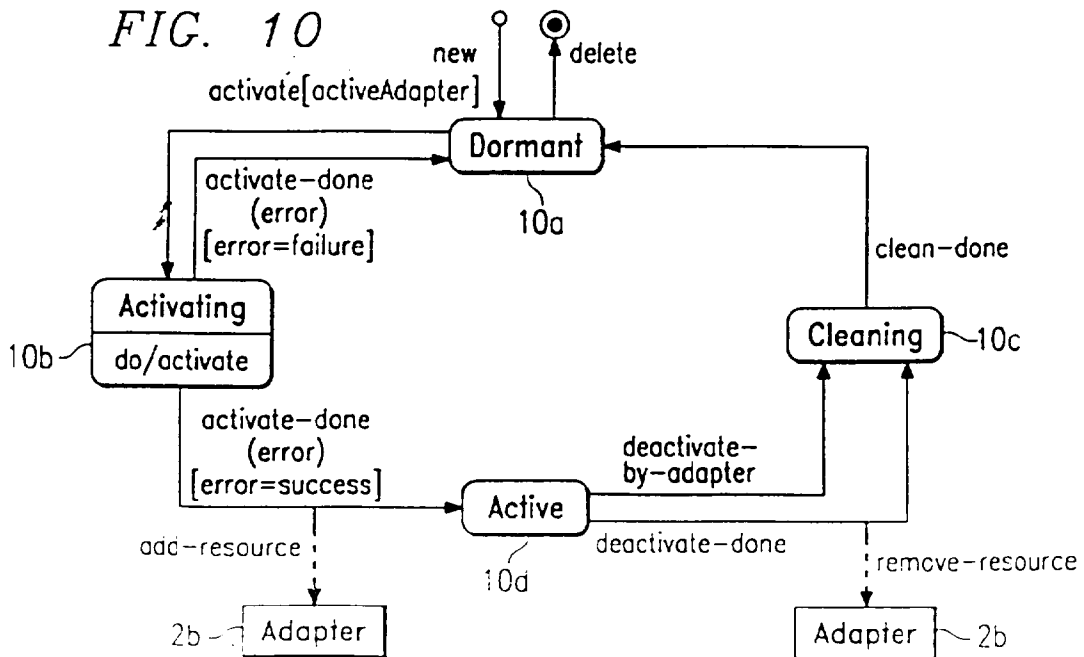 FIG. 10
new
delete
activate[activeAdapter]
Dormant
10a
activate-done
(error)
[error=failure]
clean-done
Activating
do/activate
10b
Cleaning
10c
activate-done
(error)
[error=success]
deactivate-
by-adapter
Active
10d
deactivate-done
add-resource
remove-resource
2b
Adapter
Adapter
2b